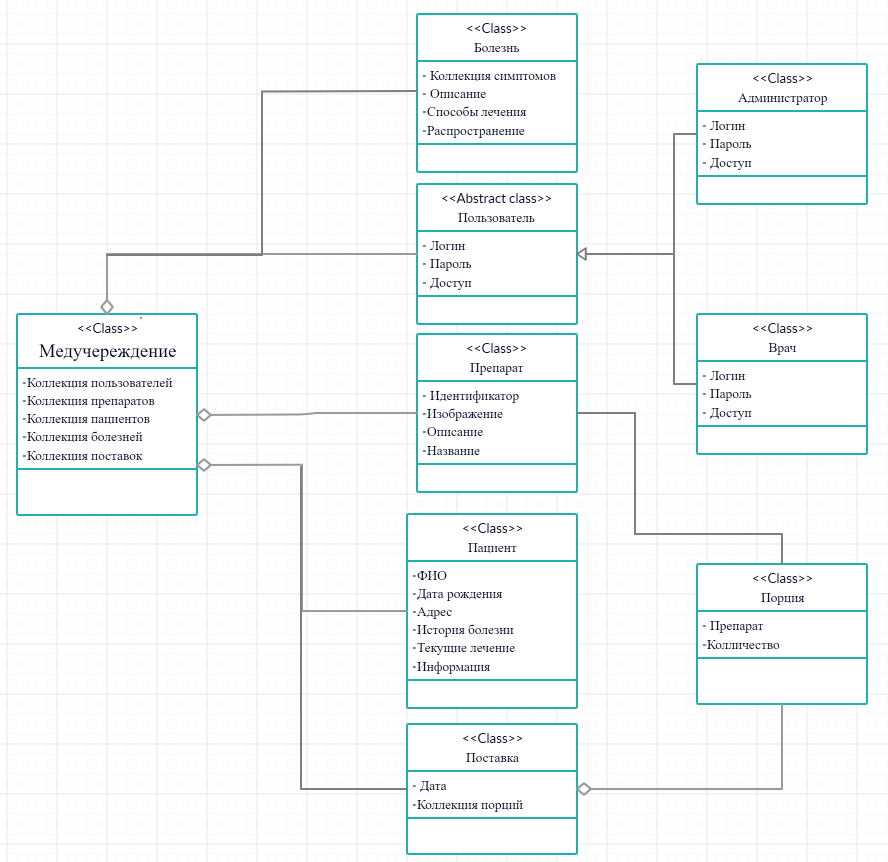 <<Class>>
Болезнь
- Коллекция симптомов
- Описание
-Способы лечения
-Распространение
<<Class>>
Администратор
- Логин
- Пароль
- Доступ
<<Abstract class>>
Пользователь
- Логин
- Пароль
- Доступ
<<Class>>
Медучереждение
-Коллекция пользователей
-Коллекция препаратов
-Коллекция пациентов
-Коллекция болезней
-Коллекция поставок
<<Class>>
Препарат
- Идентификатор
-Изображение
-Описание
-Название
<<Class>>
Врач
- Логин
- Пароль
- Доступ
<<Class>>
Пациент
-ФИО
-Дата рождения
-Адрес
-История болезни
-Текущие лечение
-Информация
<<Class>>
Порция
- Препарат
-Колличество
<<Class>>
Поставка
- Дата
-Коллекция порций